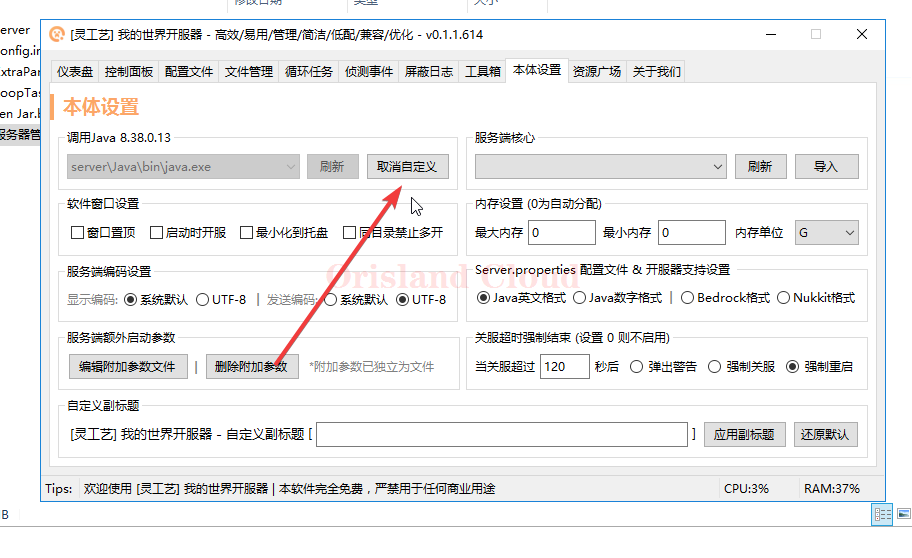 修改日期 类型 大小
erver
onfig.in
ExtraPar
oopTas
en Jar.b
服务器管
[灵工艺] 我的世界开服器 - 高效/易用/管理/简洁/低配/兼容/优化 - v0.1.1.614
仪表盘 控制面板 配置文件 文件管理 循环任务 侦测事件 屏蔽日志 工具箱 本体设置 资源广场 关于我们
本体设置
调用Java 8.38.0.13
server\Java\bin\java.exe 刷新 取消自定义
服务端核心
刷新 导入
软件窗口设置
窗口置顶 启动时开服 最小化到托盘 同目录禁止多开
内存设置 (0为自动分配)
最大内存 0 最小内存 0 内存单位 G
服务端编码设置
显示编码: 系统默认 UTF-8 | 发送编码: 系统默认 UTF-8
Server.properties 配置文件 & 开服器支持设置
Java英文格式 Java数字格式 | Bedrock格式 Nukkit格式
Orisland Cloud
服务端额外启动参数
编辑附加参数文件 | 删除附加参数 *附加参数已独立为文件
关服超时强制结束 (设置 0 则不启用)
当关服超过 120 秒后 弹出警告 强制关服 强制重启
自定义副标题
[灵工艺] 我的世界开服器 - 自定义副标题 [ ] 应用副标题 还原默认
Tips: 欢迎使用 [灵工艺] 我的世界开服器 | 本软件完全免费，严禁用于任何商业用途 CPU:3% RAM:37%
B